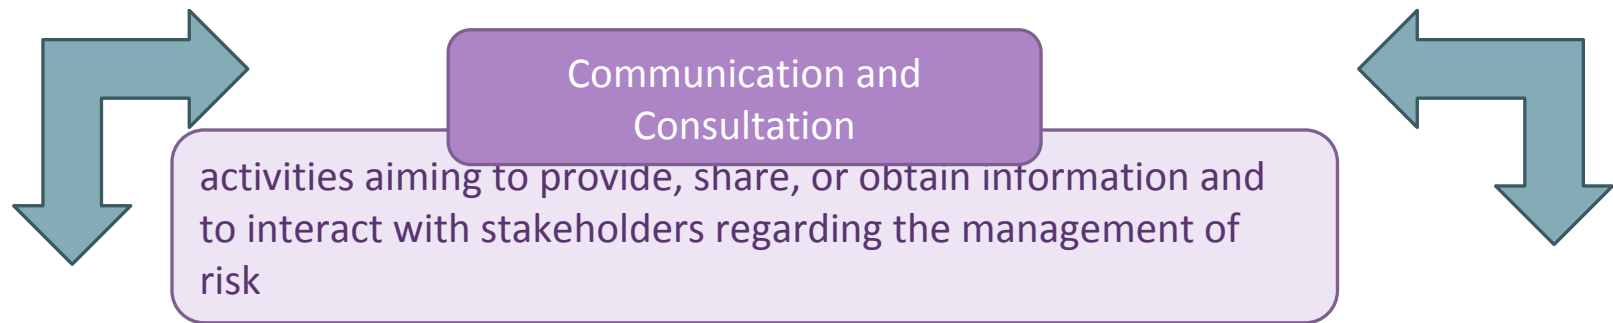 Communication and
Consultation
activities aiming to provide, share, or obtain information and
to interact with stakeholders regarding the management of
risk